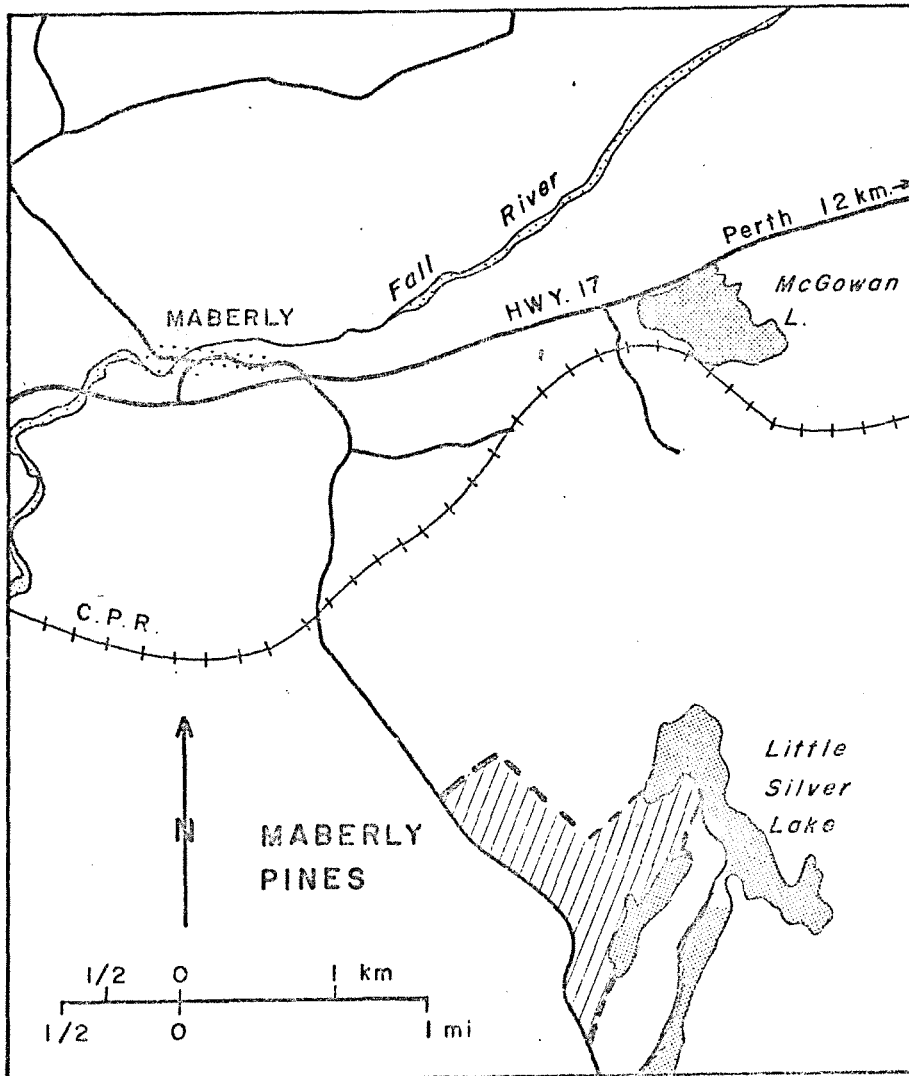 Fall River
Perth 12 km.
HWY. 17
McGowan
L.
MABERLY
C.P.R.
Little
Silver
Lake
N
MABERLY
PINES
1/2 0 1 km
1/2 0 1 mi